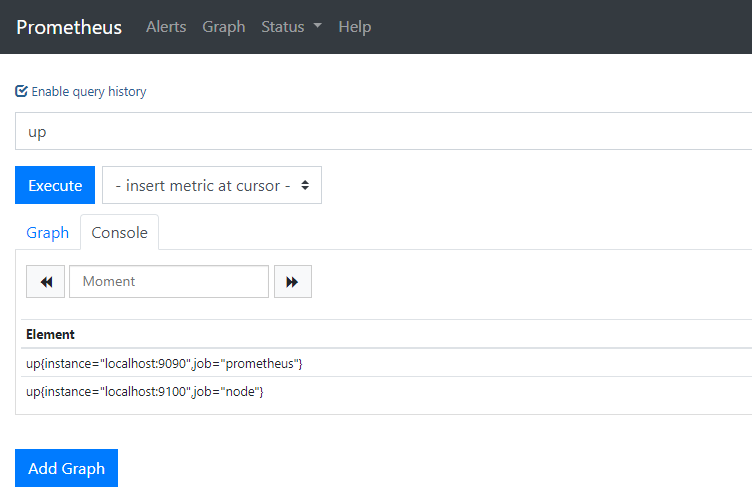 Prometheus Alerts Graph Status Help
Enable query history
up
Execute - insert metric at cursor -
Graph Console
Moment
Element
up{instance="localhost:9090",job="prometheus"}
up{instance="localhost:9100",job="node"}
Add Graph